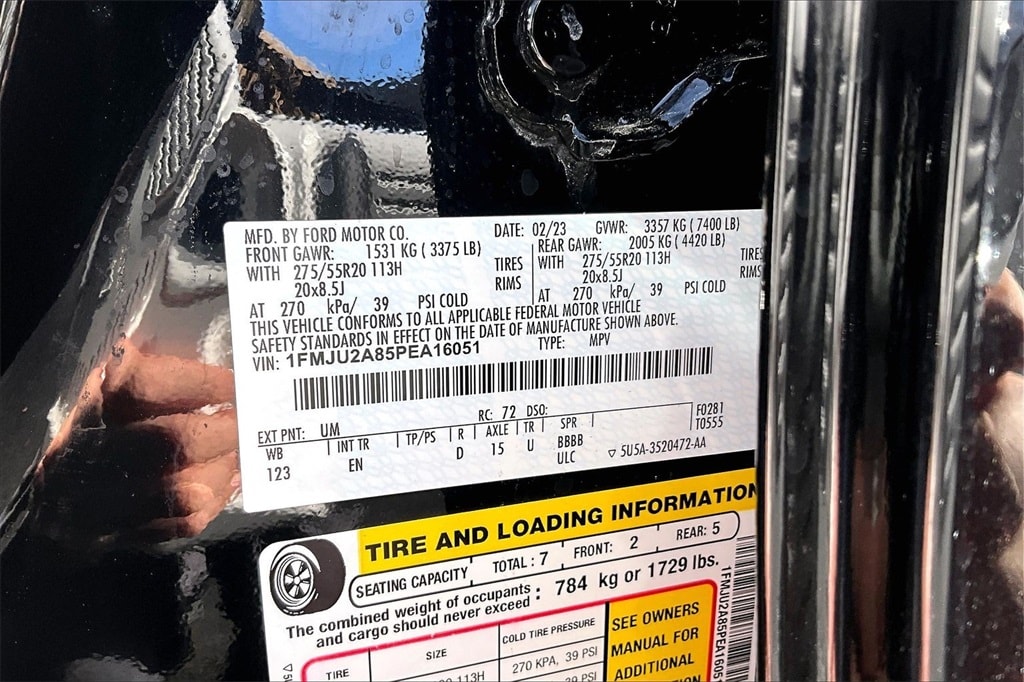 MFD. BY FORD MOTOR CO. DATE: 02/23 GVWR: 3357 KG ( 7400 LB)
FRONT GAWR: 1531 KG ( 3375 LB) REAR GAWR: 2005 KG ( 4420 LB)
WITH 275/55R20 113H TIRES WITH 275/55R20 113H TIRES
20x8.5J RIMS 20x8.5J RIMS
AT 270 kPa/ 39 PSI COLD AT 270 kPa/ 39 PSI COLD
THIS VEHICLE CONFORMS TO ALL APPLICABLE FEDERAL MOTOR VEHICLE
SAFETY STANDARDS IN EFFECT ON THE DATE OF MANUFACTURE SHOWN ABOVE.
VIN: 1FMJU2A85PEA16051 TYPE: MPV
EXT PNT: UM RC: 72 DSO: F0281
WB INT TR TP/PS R AXLE TR SPR T0555
123 EN D 15 U BBBB
ULC ▽ 5U5A-3520472-AA
TIRE AND LOADING INFORMATION
SEATING CAPACITY TOTAL : 7 FRONT: 2 REAR: 5
The combined weight of occupants
and cargo should never exceed : 784 kg or 1729 lbs.
TIRE SIZE COLD TIRE PRESSURE
113H 270 KPA, 39 PSI
39 PSI
SEE OWNERS
MANUAL FOR
ADDITIONAL
1FMJU2A85PEA16051